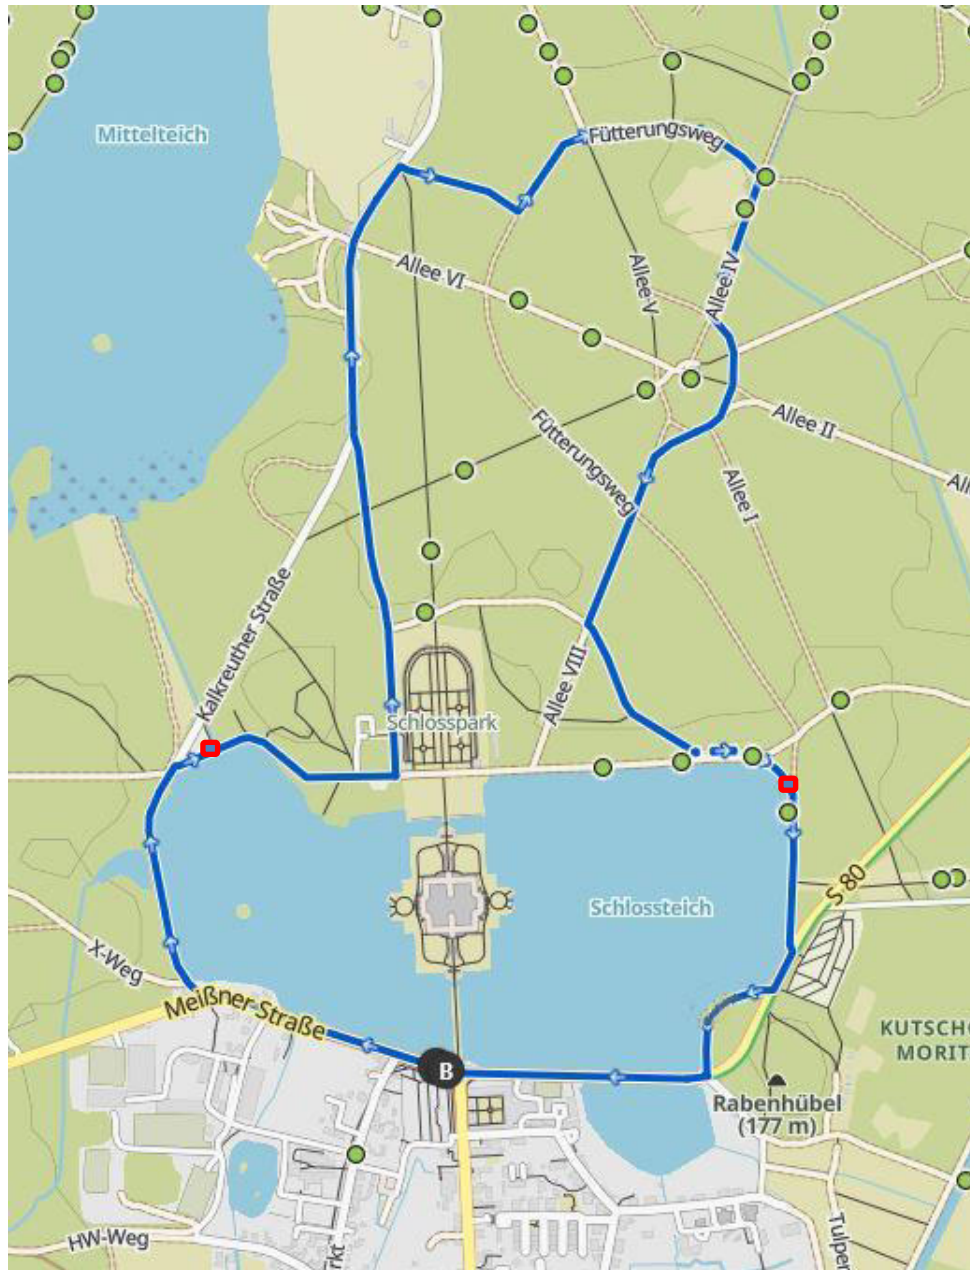 Mittelteich
Fütterungsweg
Allee VI
Allee V
Allee IV
Allee II
Fütterungsweg
Allee I
Kalkreuther Straße
Schlosspark
Allee VIII
S 80
Schlossteich
X-Weg
Meißner Straße
KUTSCH
MORIT
B
Rabenhübel
(177 m)
HW-Weg
rkt
Tulpen